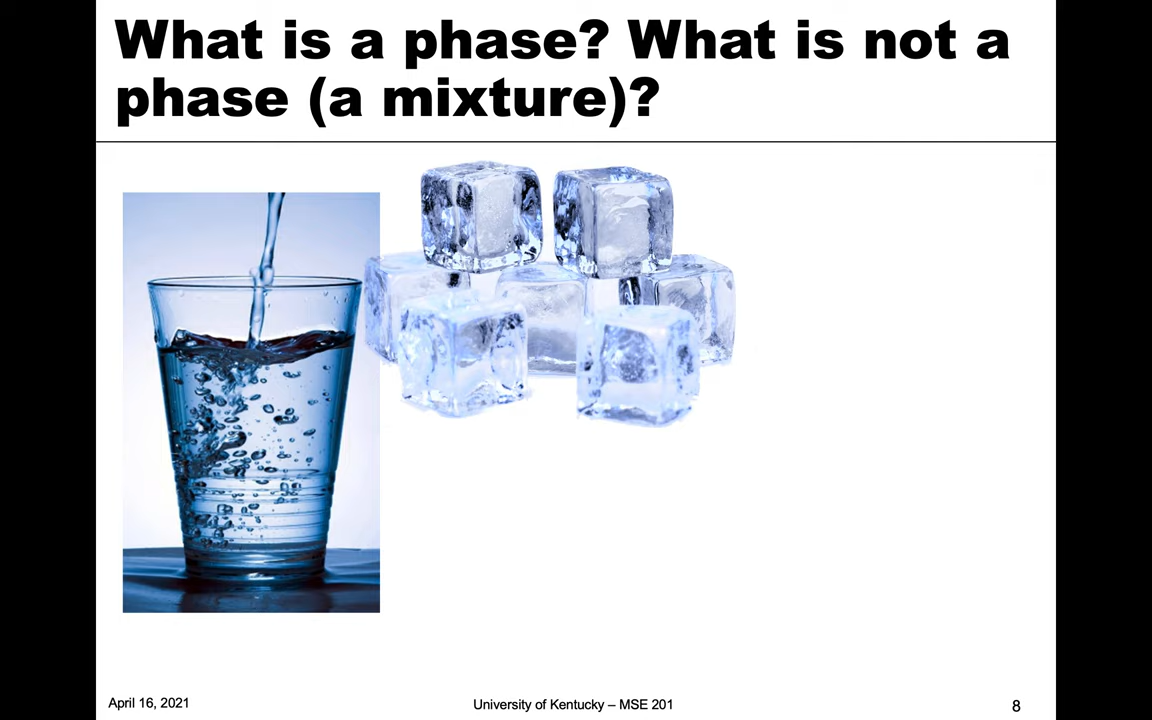 What is a phase? What is not a
phase (a mixture)?
April 16, 2021
University of Kentucky – MSE 201
8